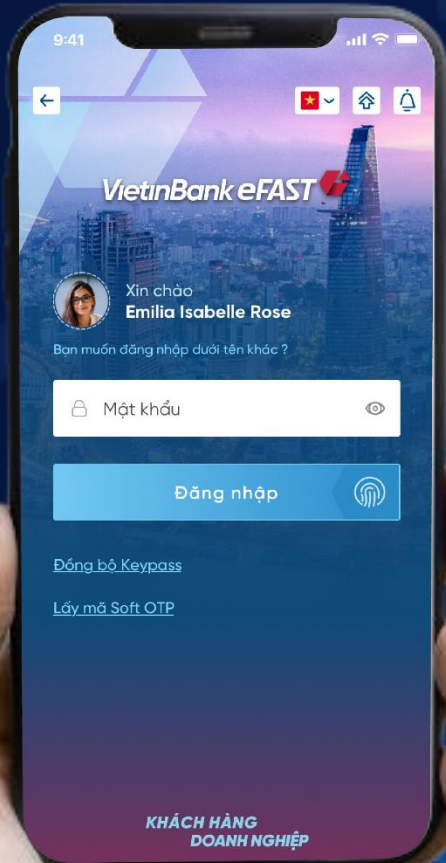 9:41
VietinBank eFAST
Xin chào
Emilia Isabelle Rose
Bạn muốn đăng nhập dưới tên khác ?
Mật khẩu
Đăng nhập
Đồng bộ Keypass
Lấy mã Soft OTP
KHÁCH HÀNG
DOANH NGHIỆP